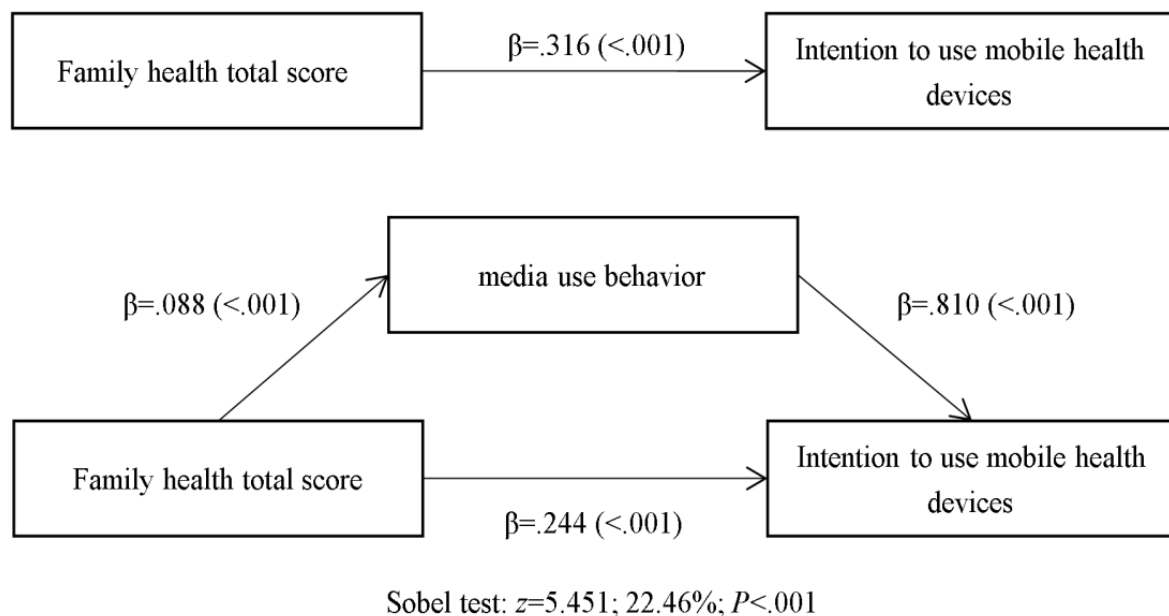 Family health total score
β=.316 (<.001)
Intention to use mobile health
devices
media use behavior
β=.088 (<.001)
β=.810 (<.001)
Family health total score
β=.244 (<.001)
Intention to use mobile health
devices
Sobel test: z=5.451; 22.46%; P<.001